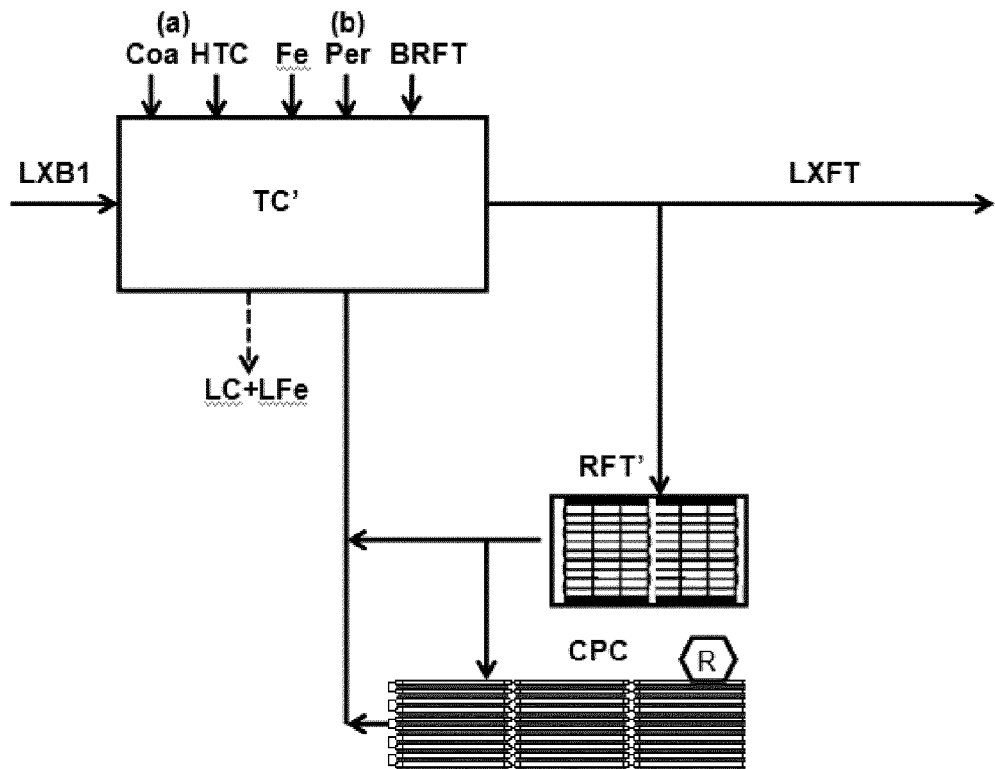 (a) (b)
Coa HTC Fe Per BRFT
LXB1
TC’
LXFT
LC+LFe
RFT’
CPC
R